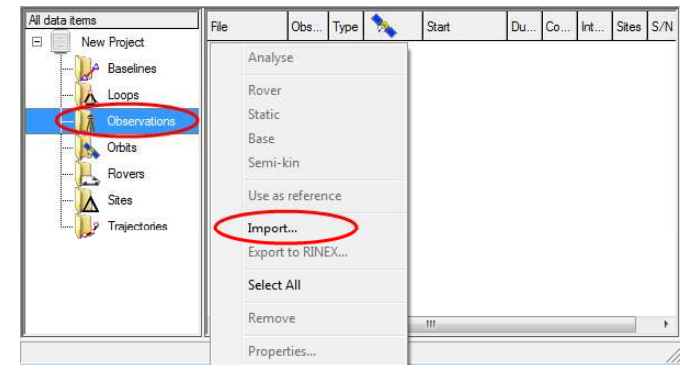 All data items
New Project
Baselines
Loops
Observations
Orbits
Rovers
Sites
Trajectories
File Obs... Type Start Du... Co... Int... Sites S/N
Analyse
Rover
Static
Base
Semi-kin
Use as reference
Import...
Export to RINEX...
Select All
Remove
Properties...